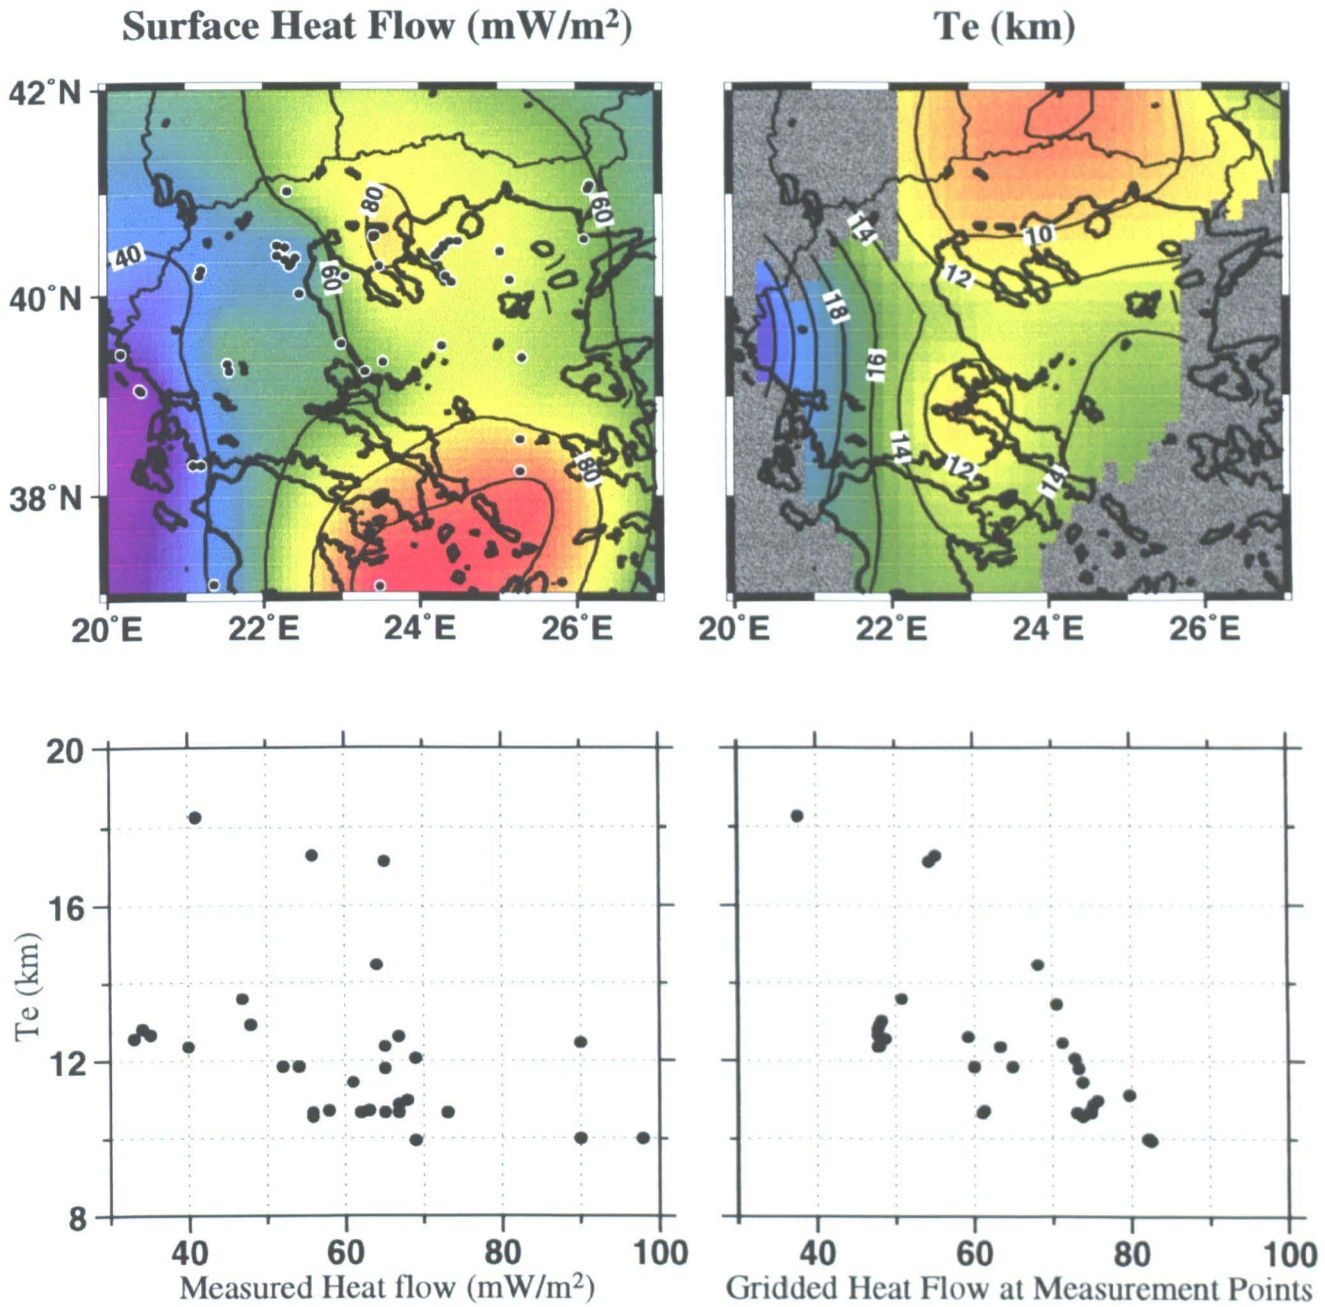 Surface Heat Flow (mW/m²) Te (km)
42°N
40°N
38°N
80
60
40
60
80
14
10
12
18
16
14
12
14
20°E 22°E 24°E 26°E 20°E 22°E 24°E 26°E
20
16
12
8
Te (km)
40 60 80 100 40 60 80 100
Measured Heat flow (mW/m²) Gridded Heat Flow at Measurement Points